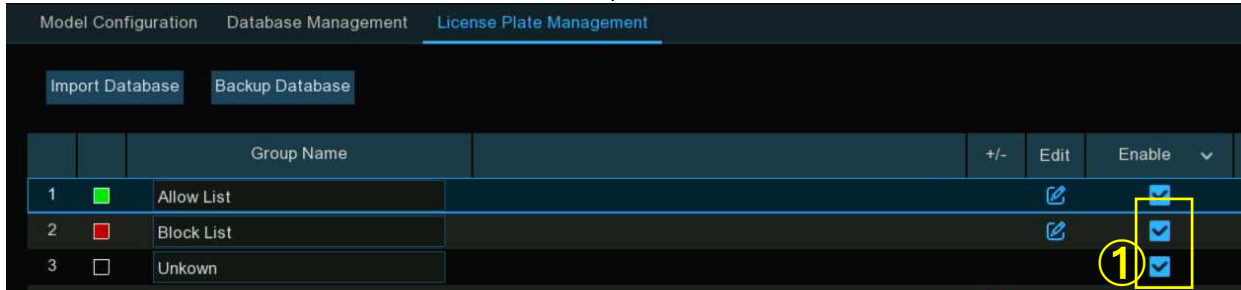 Model Configuration Database Management License Plate Management
Import Database Backup Database
Group Name +/- Edit Enable
1 Allow List
2 Block List
3 Unkown
①